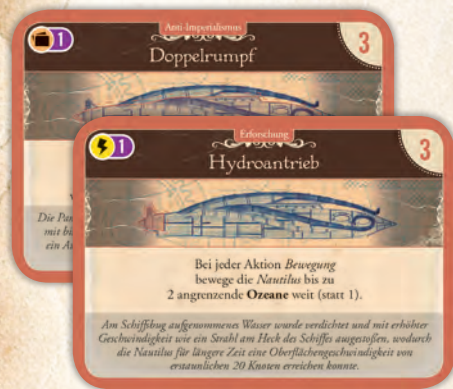 Anti-Imperialismus
1
Doppelrumpf
3
Die
mit
ein
Erforschung
1
Hydroantrieb
3
Bei jeder Aktion Bewegung
bewege die Nautilus bis zu
2 angrenzende Ozeane weit (statt 1).
Am Schiffsbug aufgenommenes Wasser wurde verdichtet und mit erhöhter
Geschwindigkeit wie ein Strahl am Heck des Schiffes ausgestoßen, wodurch
die Nautilus für längere Zeit eine Oberflächengeschwindigkeit von
erstaunlichen 20 Knoten erreichen konnte.